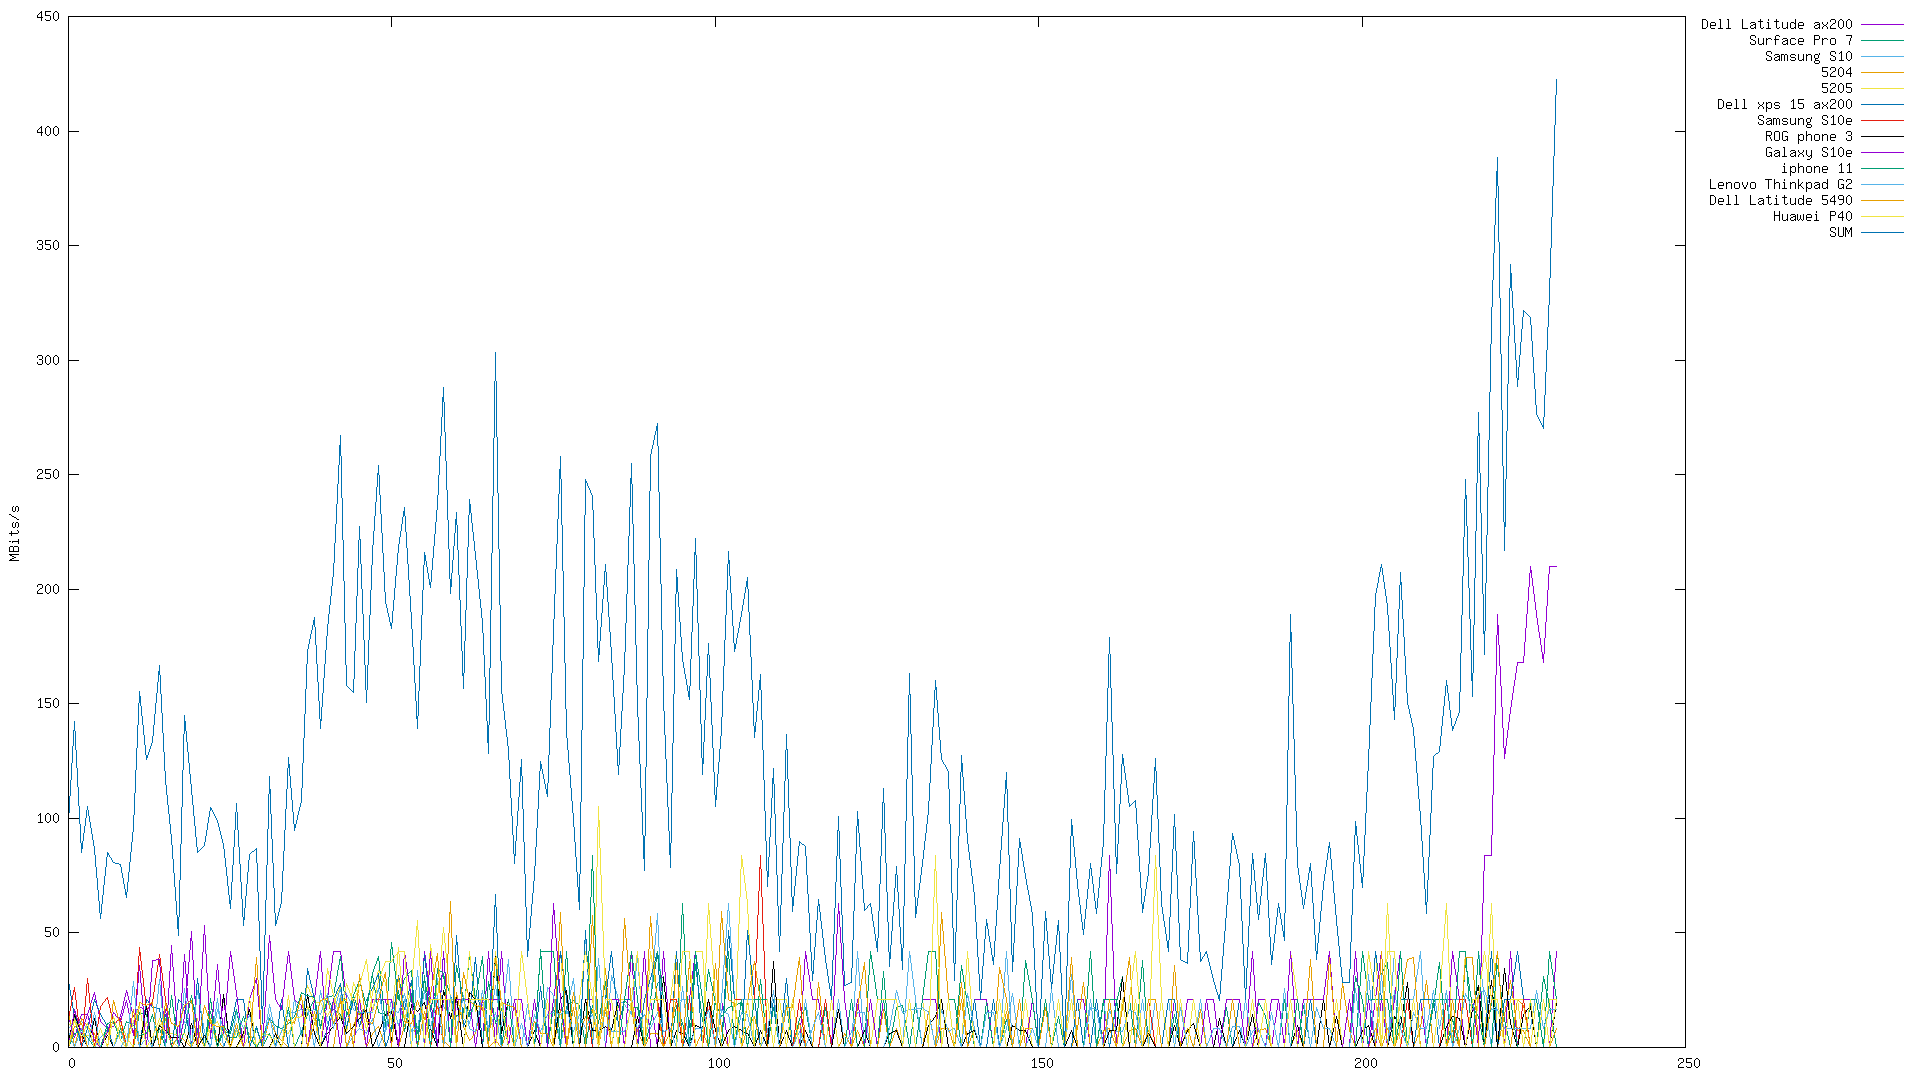 450
400
350
300
250
200
150
100
50
0
MBits/s
0 50 100 150 200 250
Dell Latitude ax200
Surface Pro 7
Samsung S10
5204
5205
Dell xps 15 ax200
Samsung S10e
ROG phone 3
Galaxy S10e
iphone 11
Lenovo Thinkpad G2
Dell Latitude 5490
Huawei P40
SUM